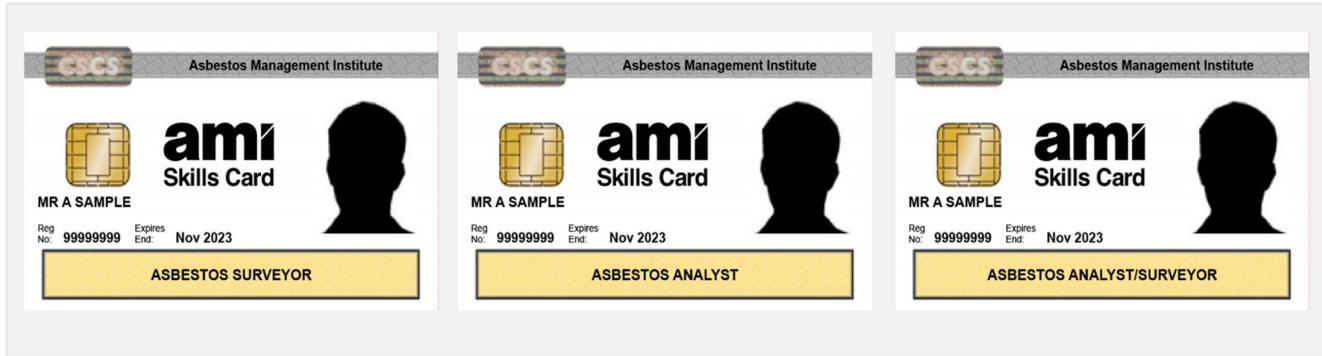 CSCS Asbestos Management Institute
ami
Skills Card
MR A SAMPLE
Reg No: 99999999 Expires End: Nov 2023
ASBESTOS SURVEYOR
CSCS Asbestos Management Institute
ami
Skills Card
MR A SAMPLE
Reg No: 99999999 Expires End: Nov 2023
ASBESTOS ANALYST
CSCS Asbestos Management Institute
ami
Skills Card
MR A SAMPLE
Reg No: 99999999 Expires End: Nov 2023
ASBESTOS ANALYST/SURVEYOR